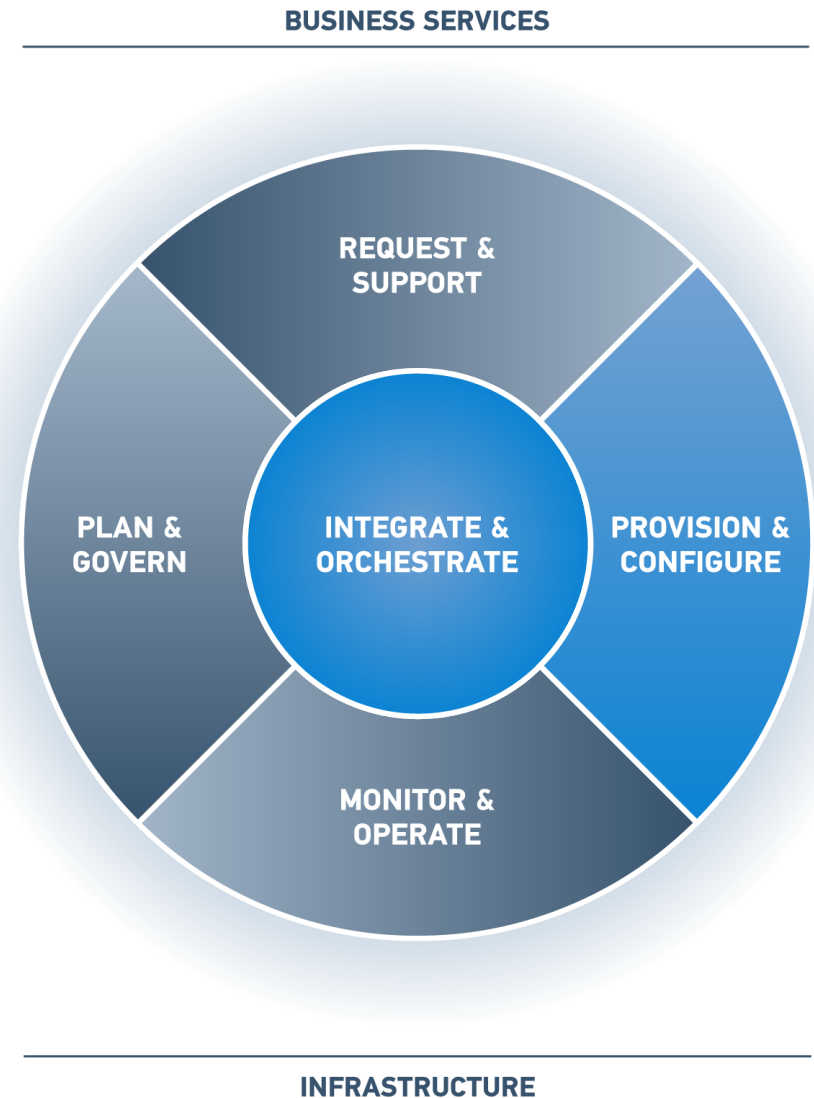 BUSINESS SERVICES
REQUEST &
SUPPORT
PLAN &
GOVERN
INTEGRATE &
ORCHESTRATE
PROVISION &
CONFIGURE
MONITOR &
OPERATE
INFRASTRUCTURE